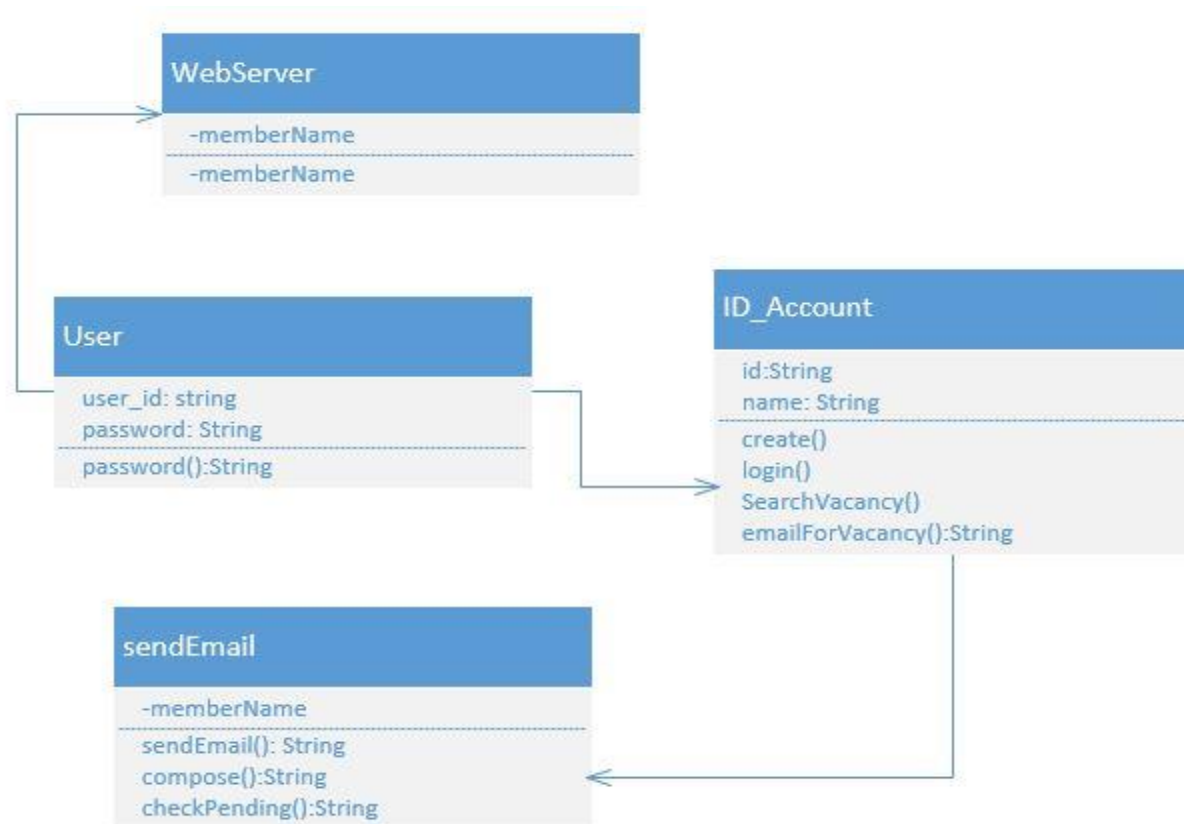 WebServer
-memberName
-memberName
User
user_id: string
password: String
password():String
ID_Account
id:String
name: String
create()
login()
SearchVacancy()
emailForVacancy():String
sendEmail
-memberName
sendEmail(): String
compose():String
checkPending():String